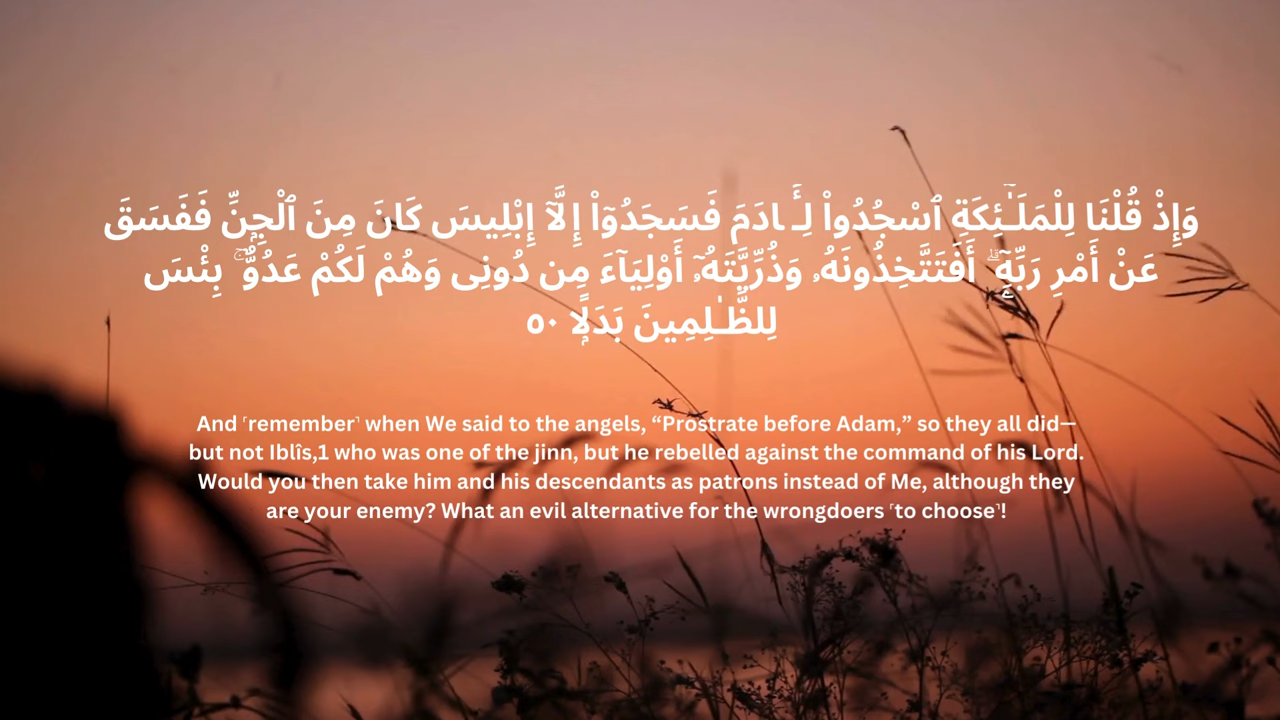 وَإِذْ قُلْنَا لِلْمَلَـٰٓئِكَةِ ٱسْجُدُوا۟ لِـَٔادَمَ فَسَجَدُوٓا۟ إِلَّآ إِبْلِيسَ كَانَ مِنَ ٱلْجِنِّ فَفَسَقَ
عَنْ أَمْرِ رَبِّهِۦٓ ۗ أَفَتَتَّخِذُونَهُۥ وَذُرِّيَّتَهُۥٓ أَوْلِيَآءَ مِن دُونِى وَهُمْ لَكُمْ عَدُوٌّۢ ۚ بِئْسَ
لِلظَّـٰلِمِينَ بَدَلًۭا ٥٠
And ˹remember˺ when We said to the angels, “Prostrate before Adam,” so they all did—
but not Iblîs,1 who was one of the jinn, but he rebelled against the command of his Lord.
Would you then take him and his descendants as patrons instead of Me, although they
are your enemy? What an evil alternative for the wrongdoers ˹to choose˺!